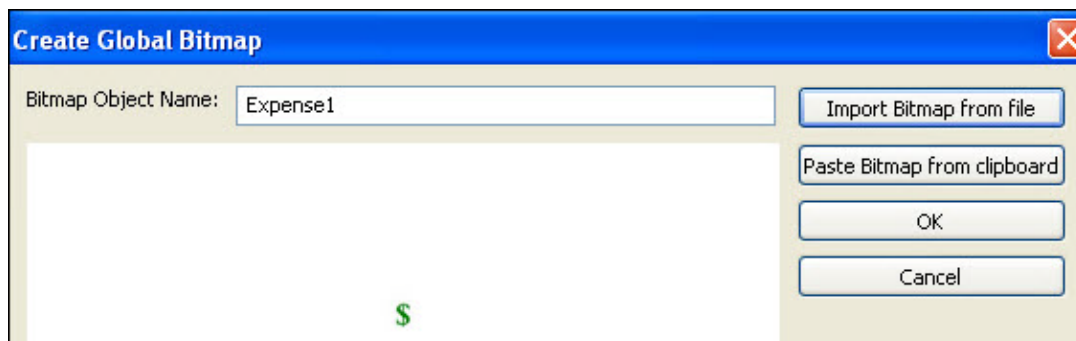 Create Global Bitmap
Bitmap Object Name: Expense1
Import Bitmap from file
Paste Bitmap from clipboard
OK
Cancel
$